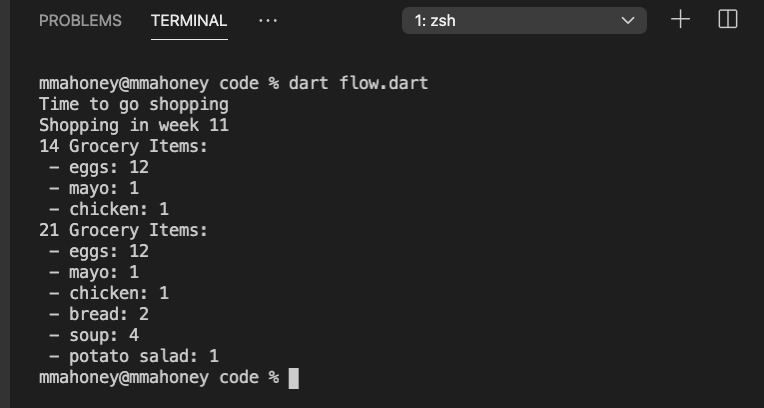 PROBLEMS TERMINAL ... 1: zsh
mmahoney@mmahoney code % dart flow.dart
Time to go shopping
Shopping in week 11
14 Grocery Items:
 - eggs: 12
 - mayo: 1
 - chicken: 1
21 Grocery Items:
 - eggs: 12
 - mayo: 1
 - chicken: 1
 - bread: 2
 - soup: 4
 - potato salad: 1
mmahoney@mmahoney code %